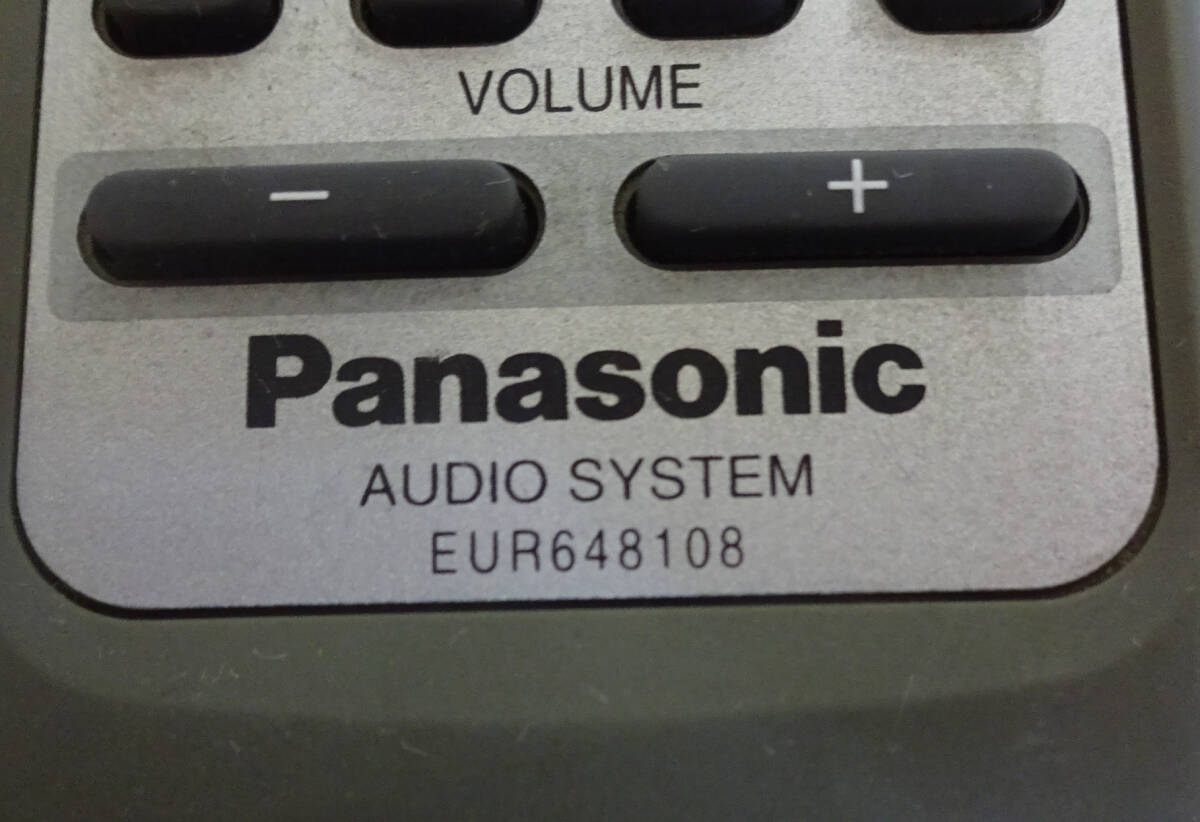 VOLUME
− +
Panasonic
AUDIO SYSTEM
EUR648108